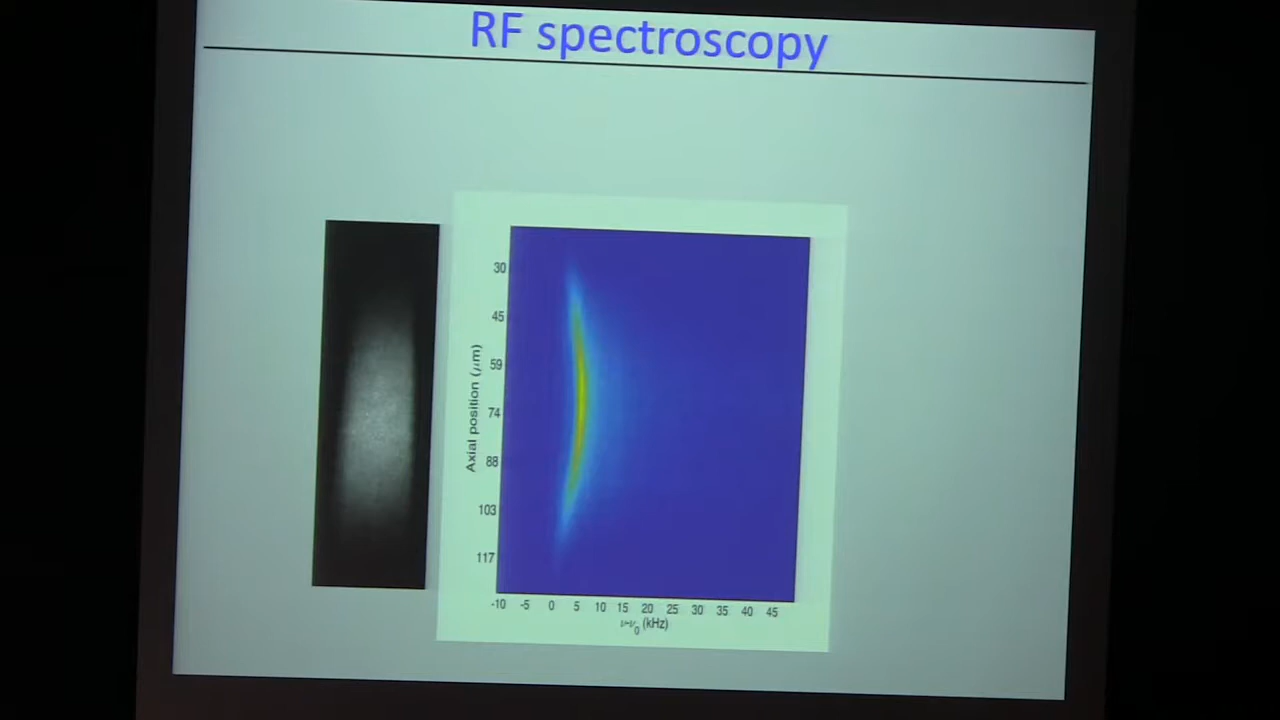 RF spectroscopy
Axial position (μm)
30
45
59
74
88
103
117
-10 -5 0 5 10 15 20 25 30 35 40 45
ν-ν0 (kHz)